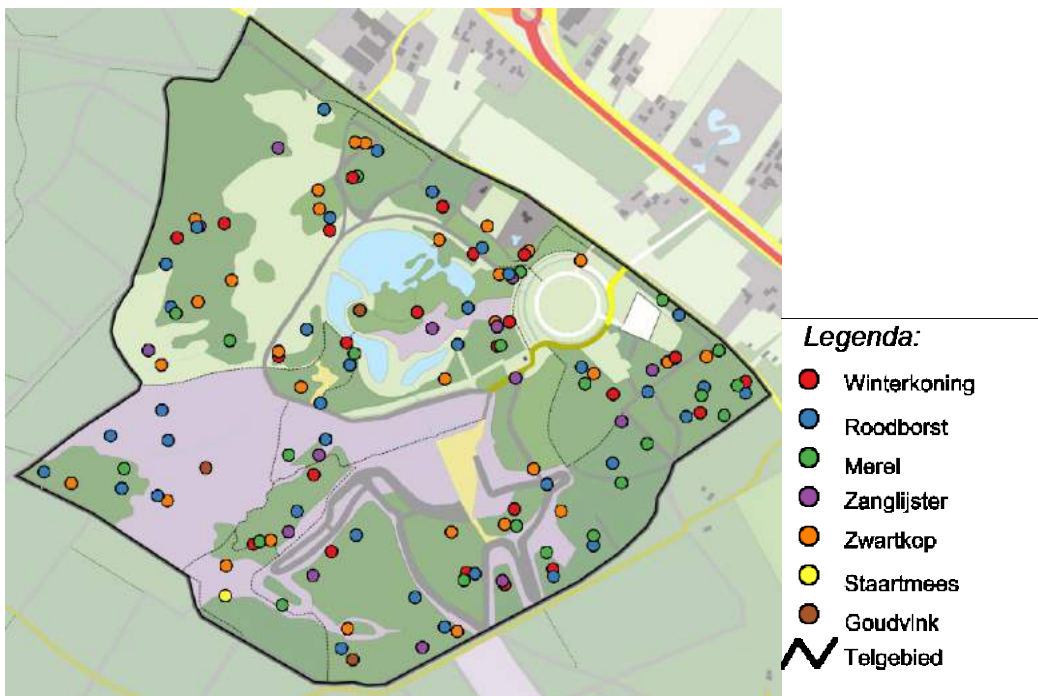 Legenda:
Winterkoning
Roodborst
Merel
Zanglijster
Zwartkop
Staartmees
Goudvink
Telgebied